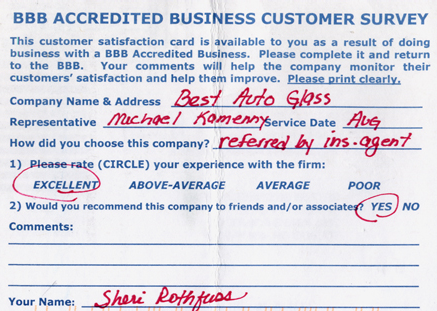 BBB ACCREDITED BUSINESS CUSTOMER SURVEY
This customer satisfaction card is available to you as a result of doing
business with a BBB Accredited Business. Please complete it and return
to the BBB. Your comments will help the company monitor their
customers' satisfaction and help them improve. Please print clearly.
Company Name & Address Best Auto Glass
Representative Michael Kamenny Service Date Aug
How did you choose this company? referred by ins. agent
1) Please rate (CIRCLE) your experience with the firm:
EXCELLENT ABOVE-AVERAGE AVERAGE POOR
2) Would you recommend this company to friends and/or associates? YES NO
Comments:
Your Name: Sheri Rothfuss